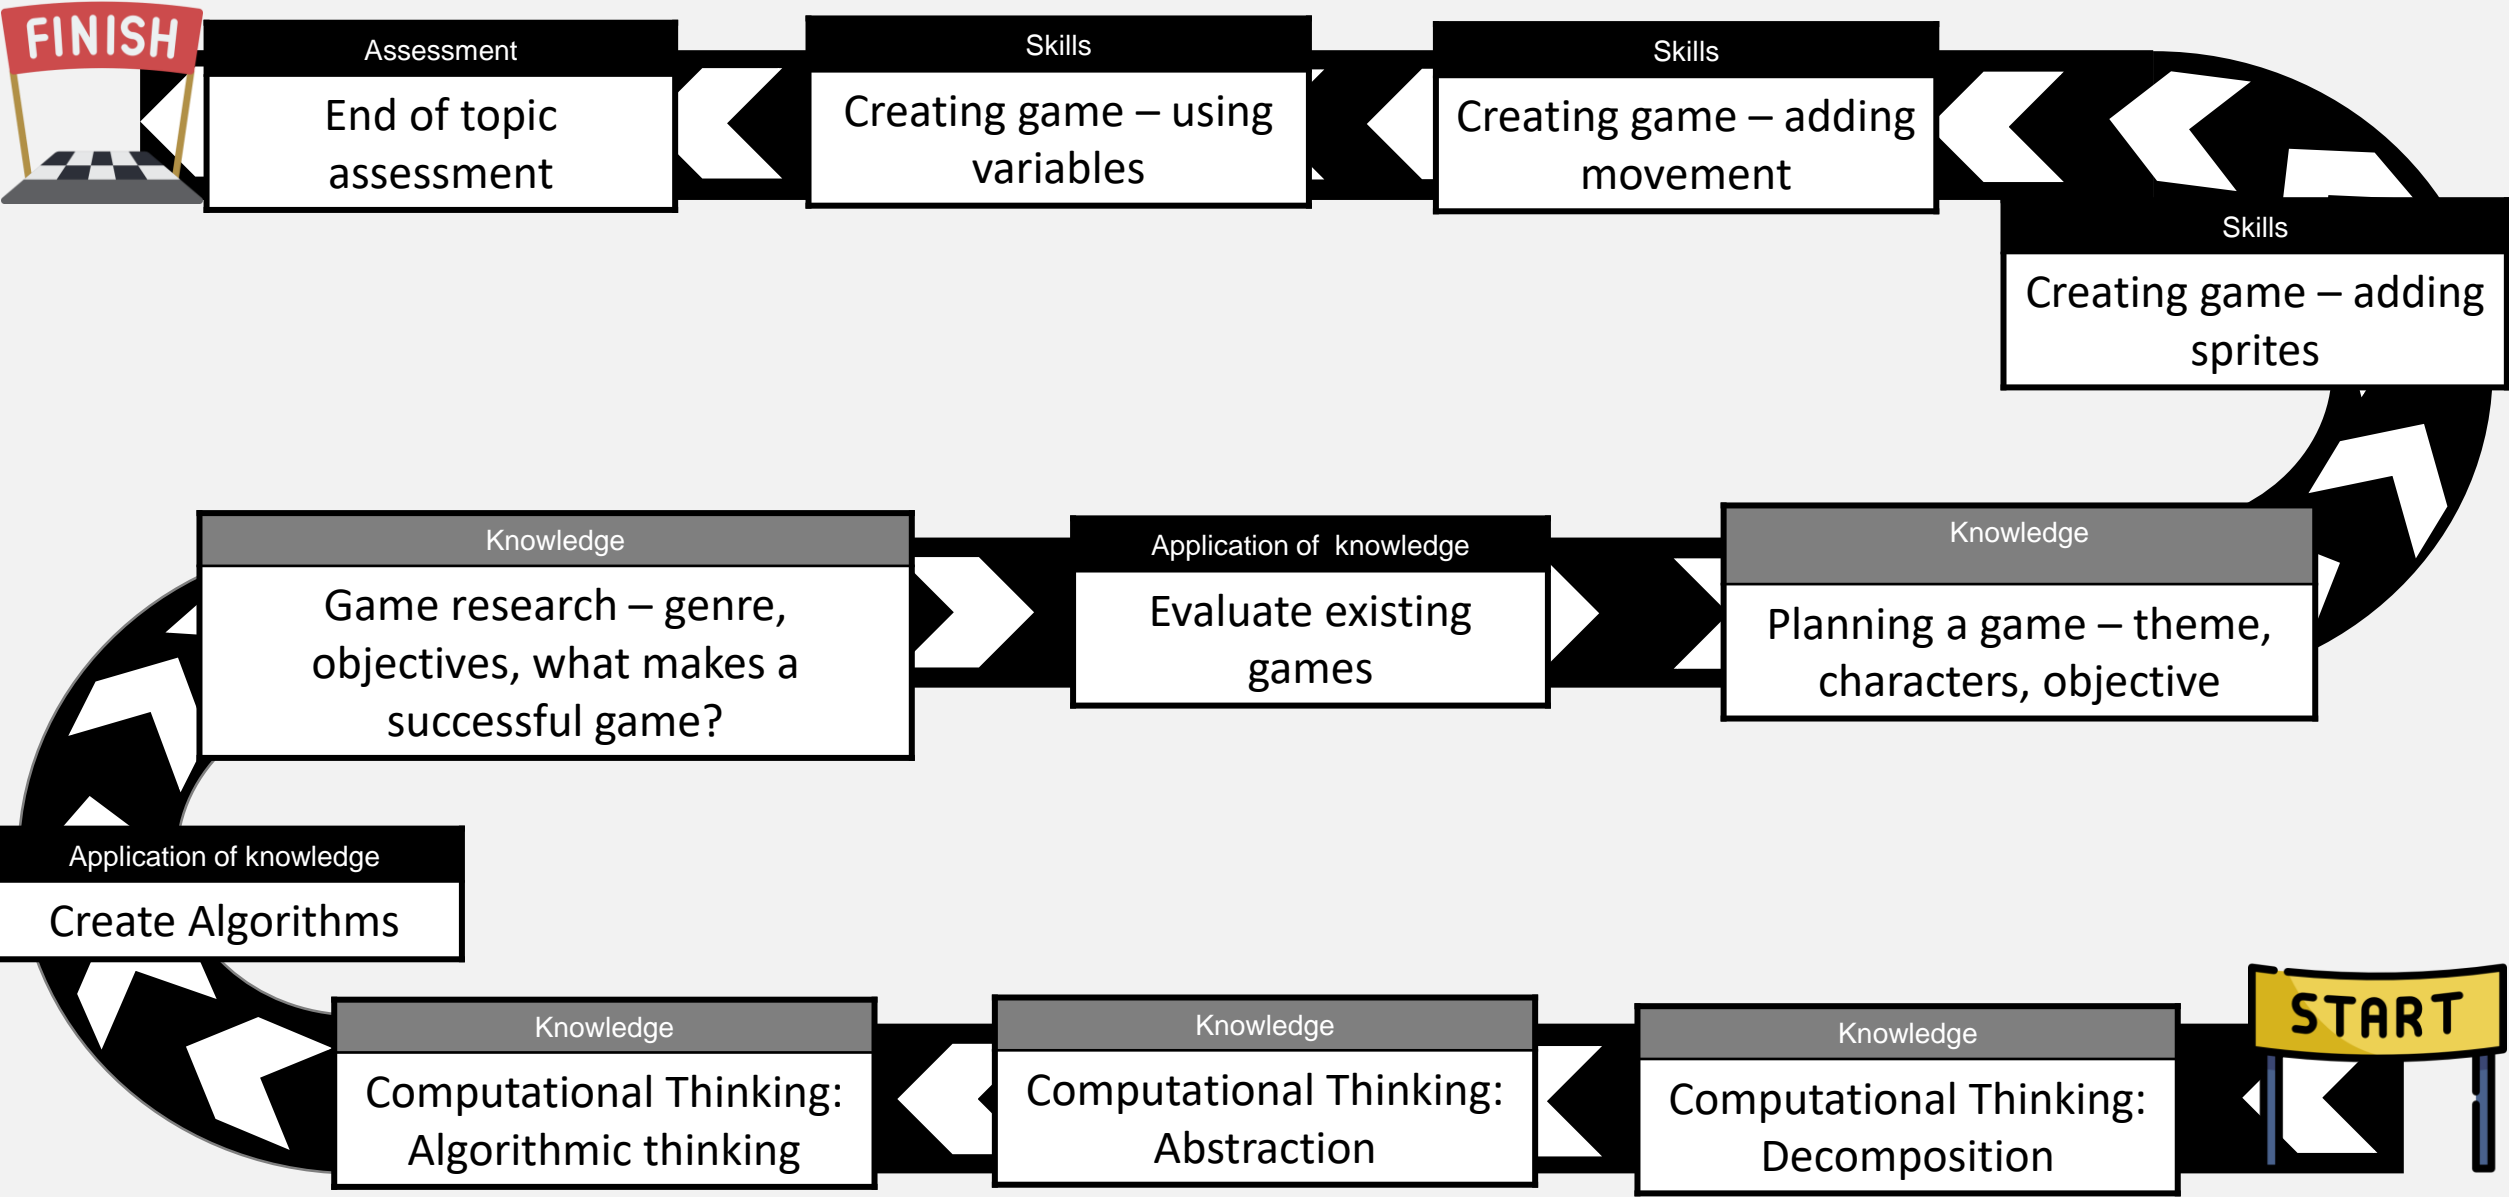 FINISH
Assessment
End of topic
assessment
Skills
Creating game – using
variables
Skills
Creating game – adding
movement
Skills
Creating game – adding
sprites
Knowledge
Game research – genre,
objectives, what makes a
successful game?
Application of knowledge
Evaluate existing
games
Knowledge
Planning a game – theme,
characters, objective
Application of knowledge
Create Algorithms
Knowledge
Computational Thinking:
Algorithmic thinking
Knowledge
Computational Thinking:
Abstraction
Knowledge
Computational Thinking:
Decomposition
START